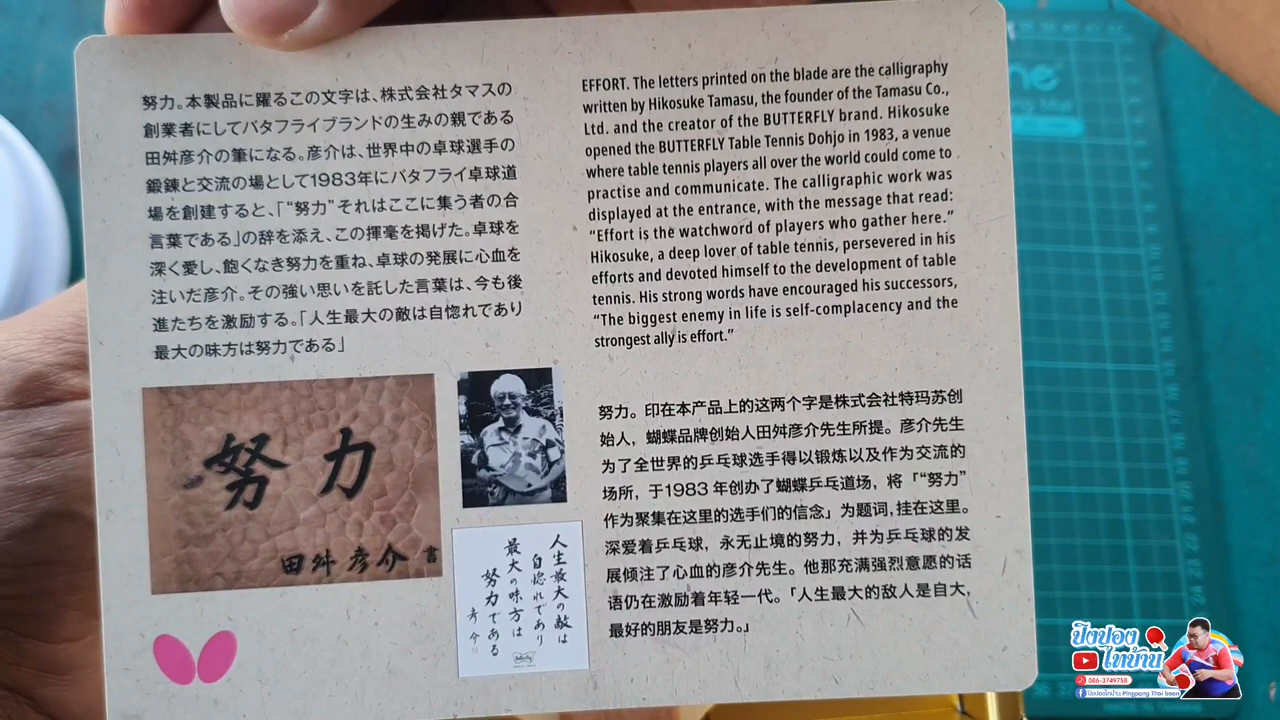 努力。本製品に躍るこの文字は、株式会社タマスの
創業者にしてバタフライブランドの生みの親である
田舛彦介の筆になる。彦介は、世界中の卓球選手の
鍛錬と交流の場として1983年にバタフライ卓球道
場を創建すると、「“努力”それはここに集う者の合
言葉である」の辞を添え、この揮毫を掲げた。卓球を
深く愛し、飽くなき努力を重ね、卓球の発展に心血を
注いだ彦介。その強い思いを託した言葉は、今も後
進たちを激励する。「人生最大の敵は自惚れであり
最大の味方は努力である」
EFFORT. The letters printed on the blade are the calligraphy
written by Hikosuke Tamasu, the founder of the Tamasu Co.,
Ltd. and the creator of the BUTTERFLY brand. Hikosuke
opened the BUTTERFLY Table Tennis Dohjo in 1983, a venue
where table tennis players all over the world could come to
practise and communicate. The calligraphic work was
displayed at the entrance, with the message that read:
“Effort is the watchword of players who gather here.”
Hikosuke, a deep lover of table tennis, persevered in his
efforts and devoted himself to the development of table
tennis. His strong words have encouraged his successors,
“The biggest enemy in life is self-complacency and the
strongest ally is effort.”
努力。印在本产品上的这两个字是株式会社特玛苏创
始人，蝴蝶品牌创始人田舛彦介先生所提。彦介先生
为了全世界的乒乓球选手得以锻炼以及作为交流的
场所，于1983 年创办了蝴蝶乒乓道场，将「“努力”
作为聚集在这里的选手们的信念」为题词，挂在这里。
深爱着乒乓球，永无止境的努力，并为乒乓球的发
展倾注了心血的彦介先生。他那充满强烈意愿的话
语仍在激励着年轻一代。「人生最大的敌人是自大，
最好的朋友是努力。」
努力
田舛彦介 書
人生最大の敵は
自惚れであり
最大の味方は
努力である
彦介
Butterfly
ne
ng Mat
ปิงปอง
ไทบ้าน
086-3749758
ปิงปองไทบ้าน Pingpong Thai baan